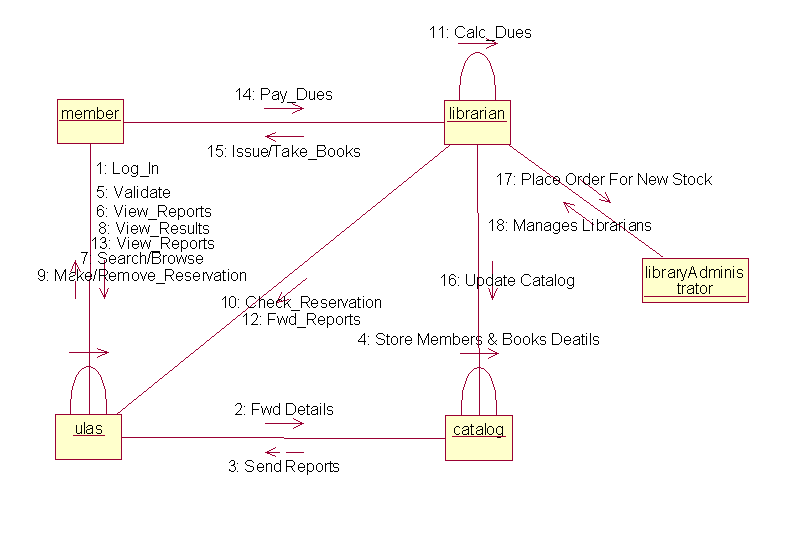 11: Calc_Dues
14: Pay_Dues
member
librarian
15: Issue/Take_Books
1: Log_In
17: Place Order For New Stock
5: Validate
6: View_Reports
8: View_Results
18: Manages Librarians
13: View_Reports
7: Search/Browse
9: Make/Remove_Reservation
libraryAdminis
trator
16: Update Catalog
10: Check_Reservation
12: Fwd_Reports
4: Store Members & Books Deatils
2: Fwd Details
ulas
catalog
3: Send Reports